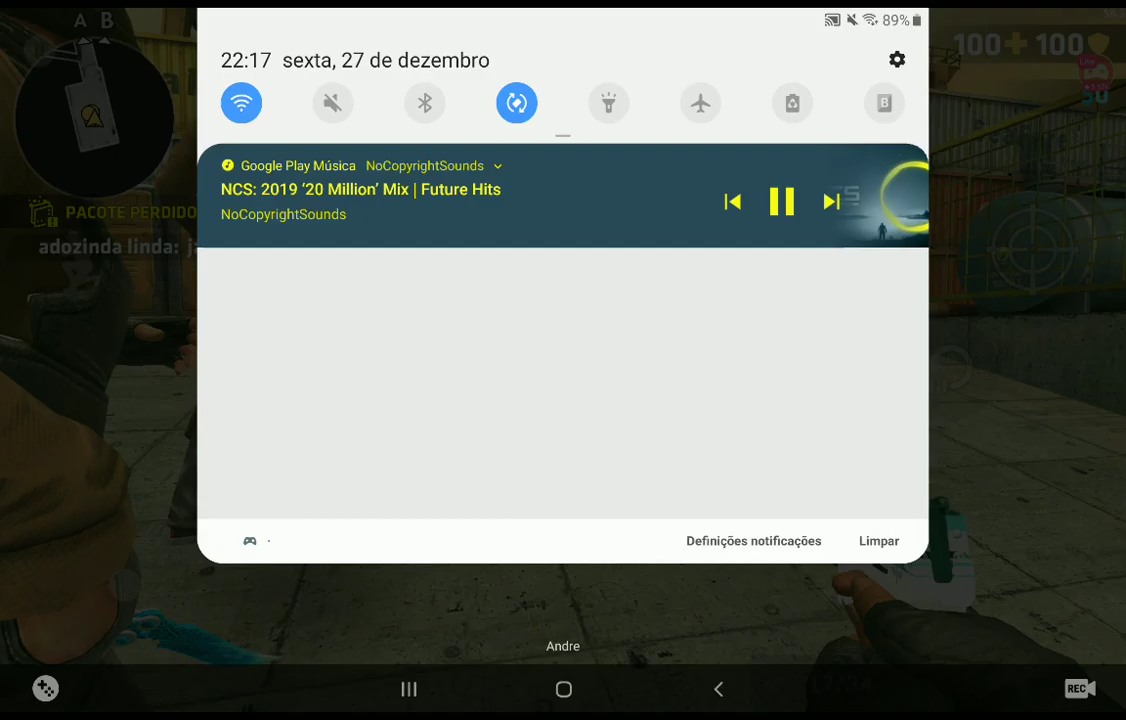 A B
89%
100 100
22:17 sexta, 27 de dezembro
Live
B
Google Play Música NoCopyrightSounds
NCS: 2019 ‘20 Million’ Mix | Future Hits
NoCopyrightSounds
PACOTE PERDIDO
adozinda linda:
Definições notificações Limpar
Andre
REC